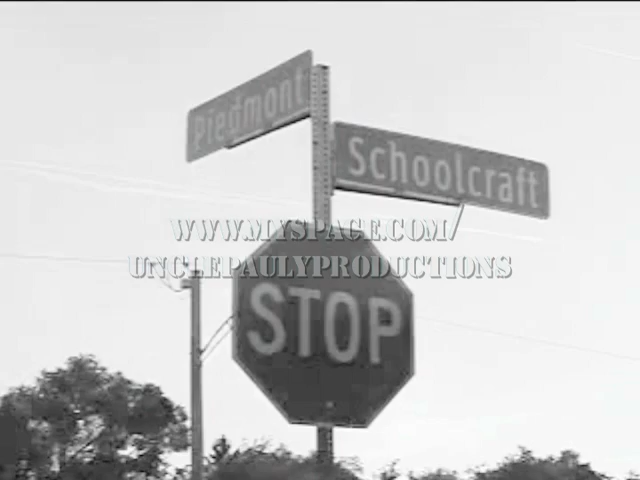 Piedmont
Schoolcraft
WWW.MYSPACE.COM/
UNCLEPAULYPRODUCTIONS
STOP